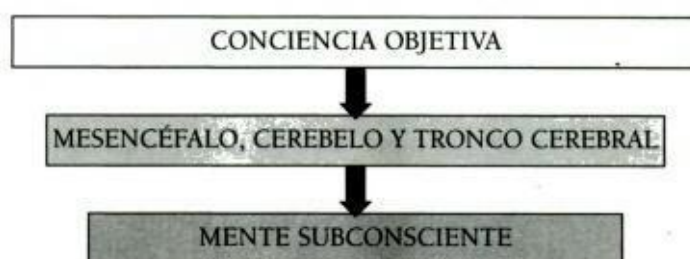 CONCIENCIA OBJETIVA
MESENCÉFALO, CEREBELO Y TRONCO CEREBRAL
MENTE SUBCONSCIENTE